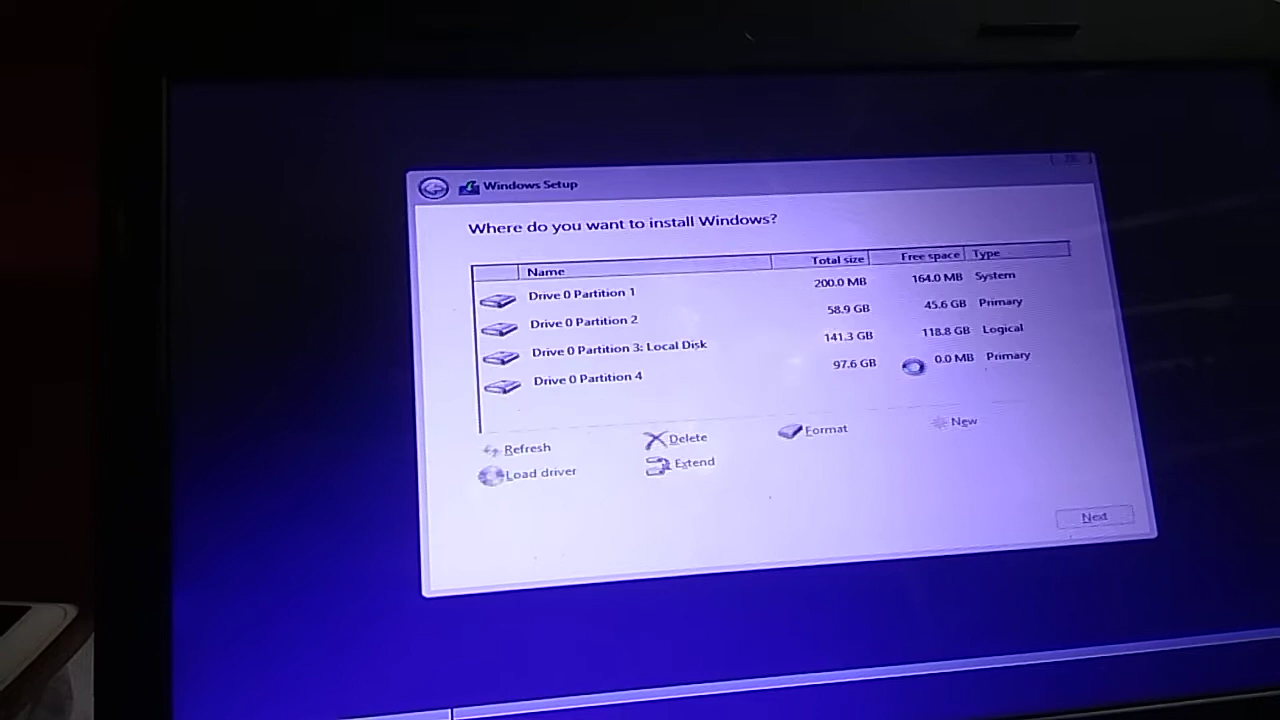 Windows Setup
Where do you want to install Windows?
Name Total size Free space Type
Drive 0 Partition 1 200.0 MB 164.0 MB System
Drive 0 Partition 2 58.9 GB 45.6 GB Primary
Drive 0 Partition 3: Local Disk 141.3 GB 118.8 GB Logical
Drive 0 Partition 4 97.6 GB 0.0 MB Primary
Refresh Delete Format New
Load driver Extend
Next